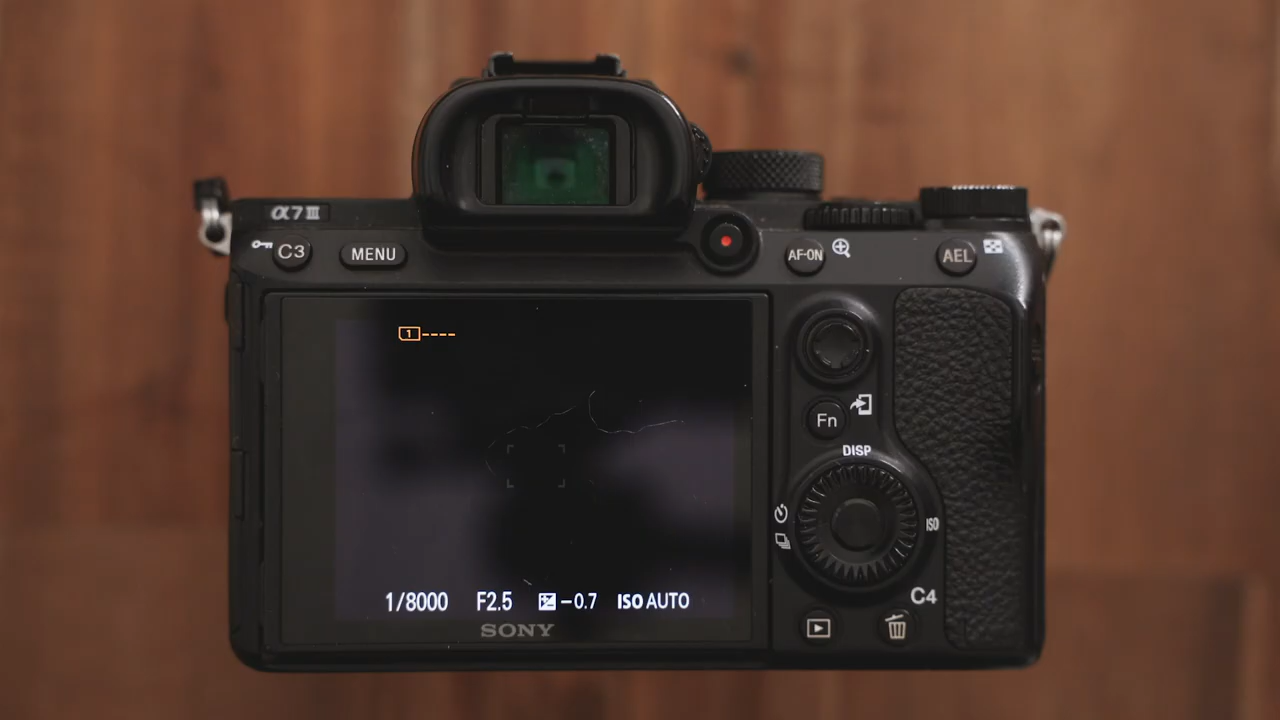 α7III
C3
MENU
AF-ON
AEL
1----
Fn
DISP
ISO
1/8000 F2.5 −0.7 ISO AUTO
C4
SONY